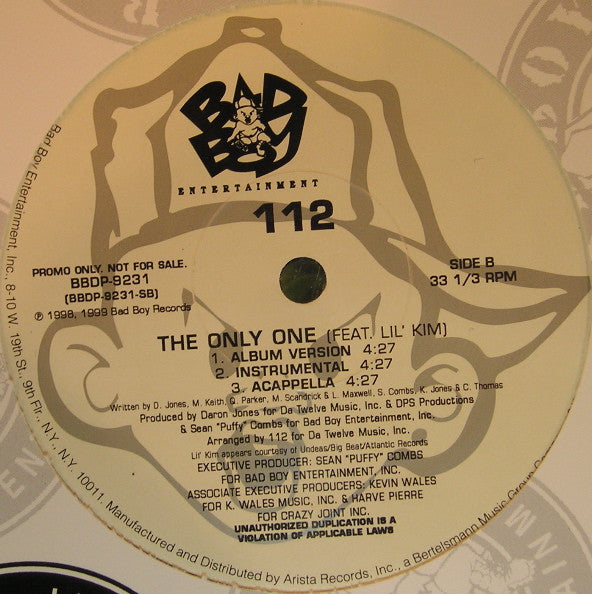 BAD
BOY
ENTERTAINMENT
112
PROMO ONLY. NOT FOR SALE.
BBDP-9231
(BBDP-9231-SB)
℗ 1998, 1999 Bad Boy Records
SIDE B
33 1/3 RPM
THE ONLY ONE (FEAT. LIL' KIM)
1. ALBUM VERSION 4:27
2. INSTRUMENTAL 4:27
3. ACAPPELLA 4:27
Written by D. Jones, M. Keith, Q. Parker, M. Scandrick & L. Maxwell, S. Combs, K. Jones & C. Thomas
Produced by Daron Jones for Da Twelve Music, Inc. & DPS Productions
& Sean "Puffy" Combs for Bad Boy Entertainment, Inc.
Arranged by 112 for Da Twelve Music, Inc.
Lil' Kim appears courtesy of Undeas/Big Beat/Atlantic Records
EXECUTIVE PRODUCER: SEAN "PUFFY" COMBS
FOR BAD BOY ENTERTAINMENT, INC.
ASSOCIATE EXECUTIVE PRODUCERS: KEVIN WALES
FOR K. WALES MUSIC, INC. & HARVE PIERRE
FOR CRAZY JOINT INC.
UNAUTHORIZED DUPLICATION IS A
VIOLATION OF APPLICABLE LAWS
Bad Boy Entertainment, Inc., 8-10 W. 19th St., 9th Flr., N.Y., N.Y. 10011. Manufactured and Distributed by Arista Records, Inc., a Bertelsmann Music Group